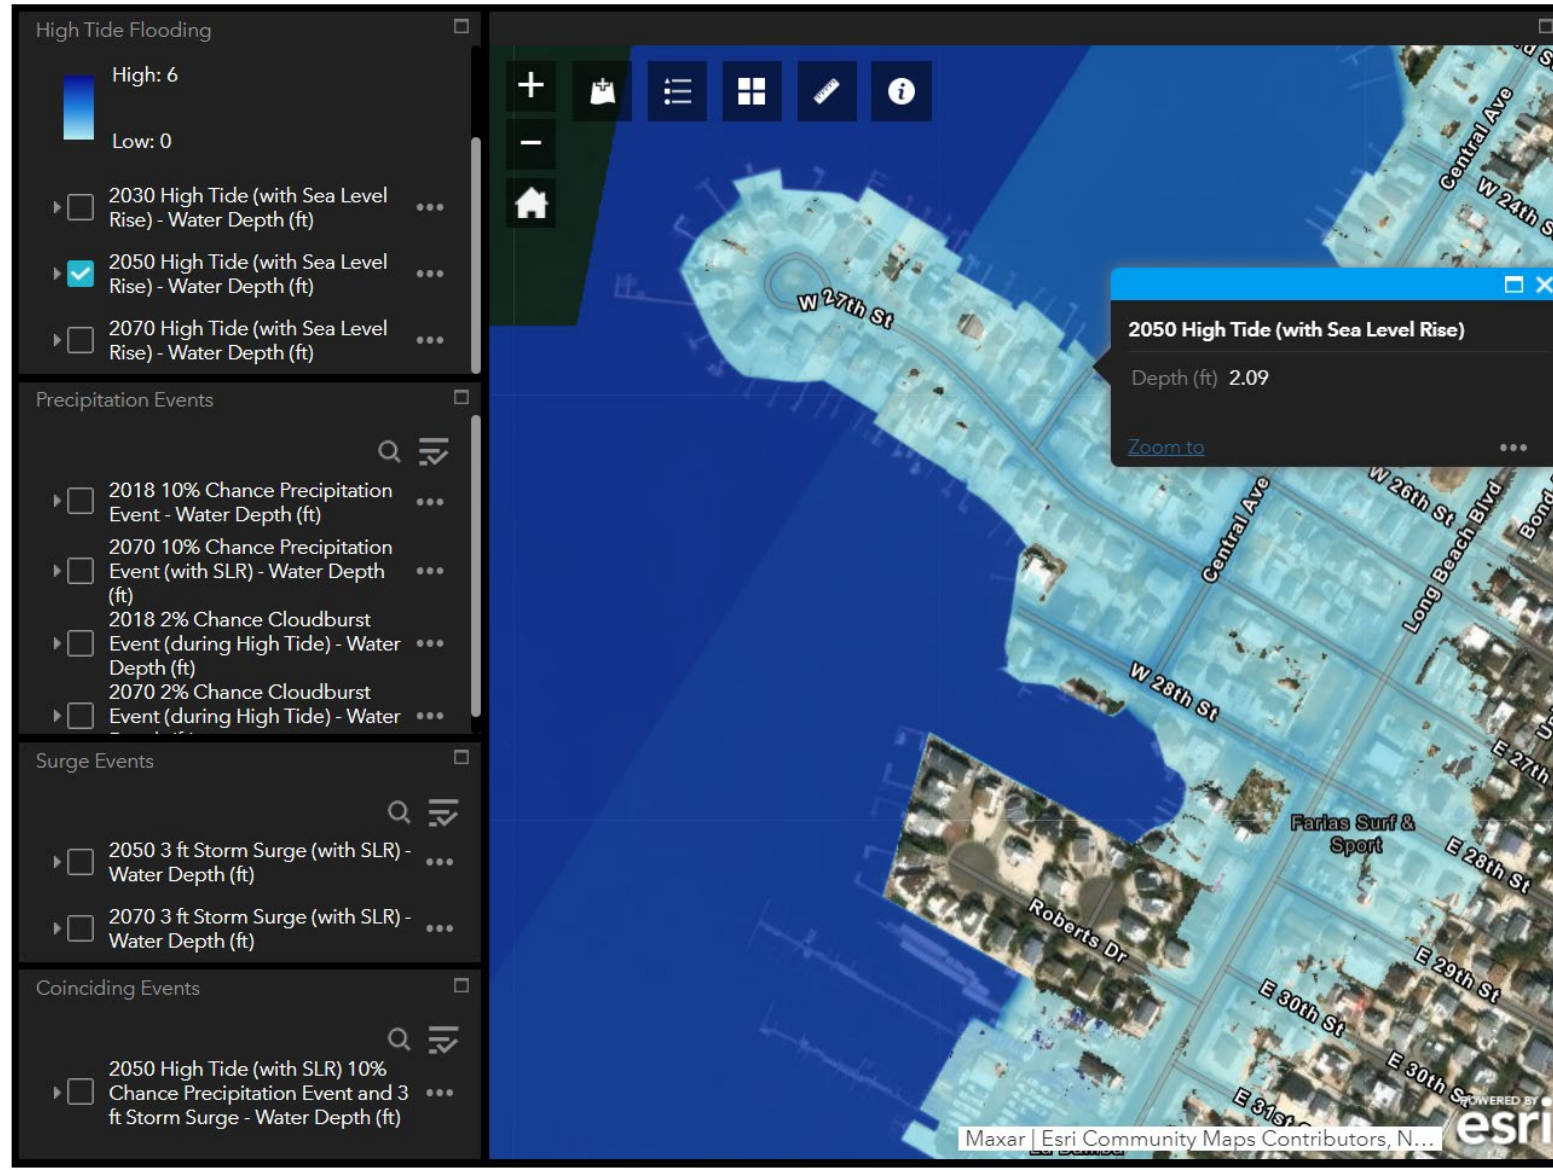 High Tide Flooding
High: 6
Low: 0
2030 High Tide (with Sea Level
Rise) - Water Depth (ft)
2050 High Tide (with Sea Level
Rise) - Water Depth (ft)
2070 High Tide (with Sea Level
Rise) - Water Depth (ft)
Precipitation Events
2018 10% Chance Precipitation
Event - Water Depth (ft)
2070 10% Chance Precipitation
Event (with SLR) - Water Depth
(ft)
2018 2% Chance Cloudburst
Event (during High Tide) - Water
Depth (ft)
2070 2% Chance Cloudburst
Event (during High Tide) - Water
Surge Events
2050 3 ft Storm Surge (with SLR) -
Water Depth (ft)
2070 3 ft Storm Surge (with SLR) -
Water Depth (ft)
Coinciding Events
2050 High Tide (with SLR) 10%
Chance Precipitation Event and 3
ft Storm Surge - Water Depth (ft)
Central Ave
W 24th S
W 27th St
2050 High Tide (with Sea Level Rise)
Depth (ft) 2.09
Zoom to
W 26th St
Central Ave
Long Beach Blvd
Bond
W 28th St
E 27th
Farias Surf &
Sport
E 28th St
Roberts Dr
E 29th St
E 30th St
E 30th St
E 31st
Maxar | Esri Community Maps Contributors, N...
POWERED BY
esri